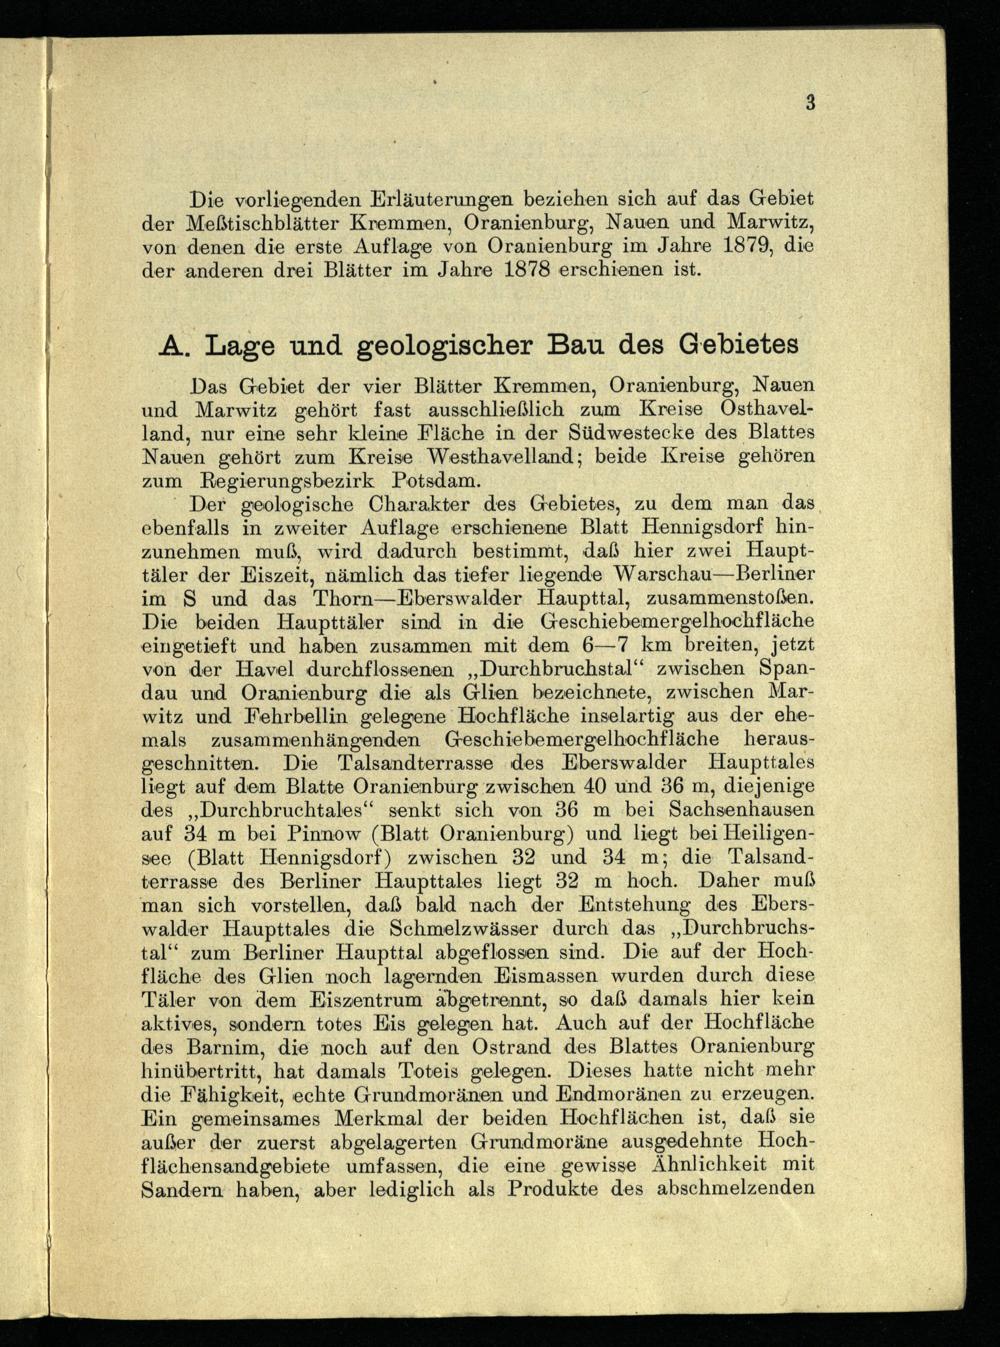 3
Die vorliegenden Erläuterungen beziehen sich auf das Gebiet
der Meßtischblätter Kremmen, Oranienburg, Nauen und Marwitz,
von denen die erste Auflage von Oranienburg im Jahre 1879, die
der anderen drei Blätter im Jahre 1878 erschienen ist.
A. Lage und geologischer Bau des Gebietes
Das Gebiet der vier Blätter Kremmen, Oranienburg, Nauen
und Marwitz gehört fast ausschließlich zum Kreise Osthavel-
land, nur eine sehr kleine Fläche in der Südwestecke des Blattes
Nauen gehört zum Kreise Westhavelland; beide Kreise gehören
zum Regierungsbezirk Potsdam.
Der geologische Charakter des Gebietes, zu dem man das
ebenfalls in zweiter Auflage erschienene Blatt Hennigsdorf hin-
zunehmen muß, wird dadurch bestimmt, daß hier zwei Haupt-
täler der Eiszeit, nämlich das tiefer liegende Warschau—Berliner
im S und das Thorn—Eberswalder Haupttal, zusammenstoßen.
Die beiden Haupttäler sind in die Geschiebemergelhochfläche
eingetieft und haben zusammen mit dem 6—7 km breiten, jetzt
von der Havel durchflossenen „Durchbruchstal“ zwischen Span-
dau und Oranienburg die als Glien bezeichnete, zwischen Mar-
witz und Fehrbellin gelegene Hochfläche inselartig aus der ehe-
mals zusammenhängenden Geschiebemergelhochfläche heraus-
geschnitten. Die Talsandterrasse des Eberswalder Haupttales
liegt auf dem Blatte Oranienburg zwischen 40 und 36 m, diejenige
des „Durchbruchtales“ senkt sich von 36 m bei Sachsenhausen
auf 34 m bei Pinnow (Blatt Oranienburg) und liegt bei Heiligen-
see (Blatt Hennigsdorf) zwischen 32 und 34 m; die Talsand-
terrasse des Berliner Haupttales liegt 32 m hoch. Daher muß
man sich vorstellen, daß bald nach der Entstehung des Ebers-
walder Haupttales die Schmelzwässer durch das „Durchbruchs-
tal“ zum Berliner Haupttal abgeflossen sind. Die auf der Hoch-
fläche des Glien noch lagernden Eismassen wurden durch diese
Täler von dem Eiszentrum abgetrennt, so daß damals hier kein
aktives, sondern totes Eis gelegen hat. Auch auf der Hochfläche
des Barnim, die noch auf den Ostrand des Blattes Oranienburg
hinübertritt, hat damals Toteis gelegen. Dieses hatte nicht mehr
die Fähigkeit, echte Grundmoränen und Endmoränen zu erzeugen.
Ein gemeinsames Merkmal der beiden Hochflächen ist, daß sie
außer der zuerst abgelagerten Grundmoräne ausgedehnte Hoch-
flächensandgebiete umfassen, die eine gewisse Ähnlichkeit mit
Sandern haben, aber lediglich als Produkte des abschmelzenden